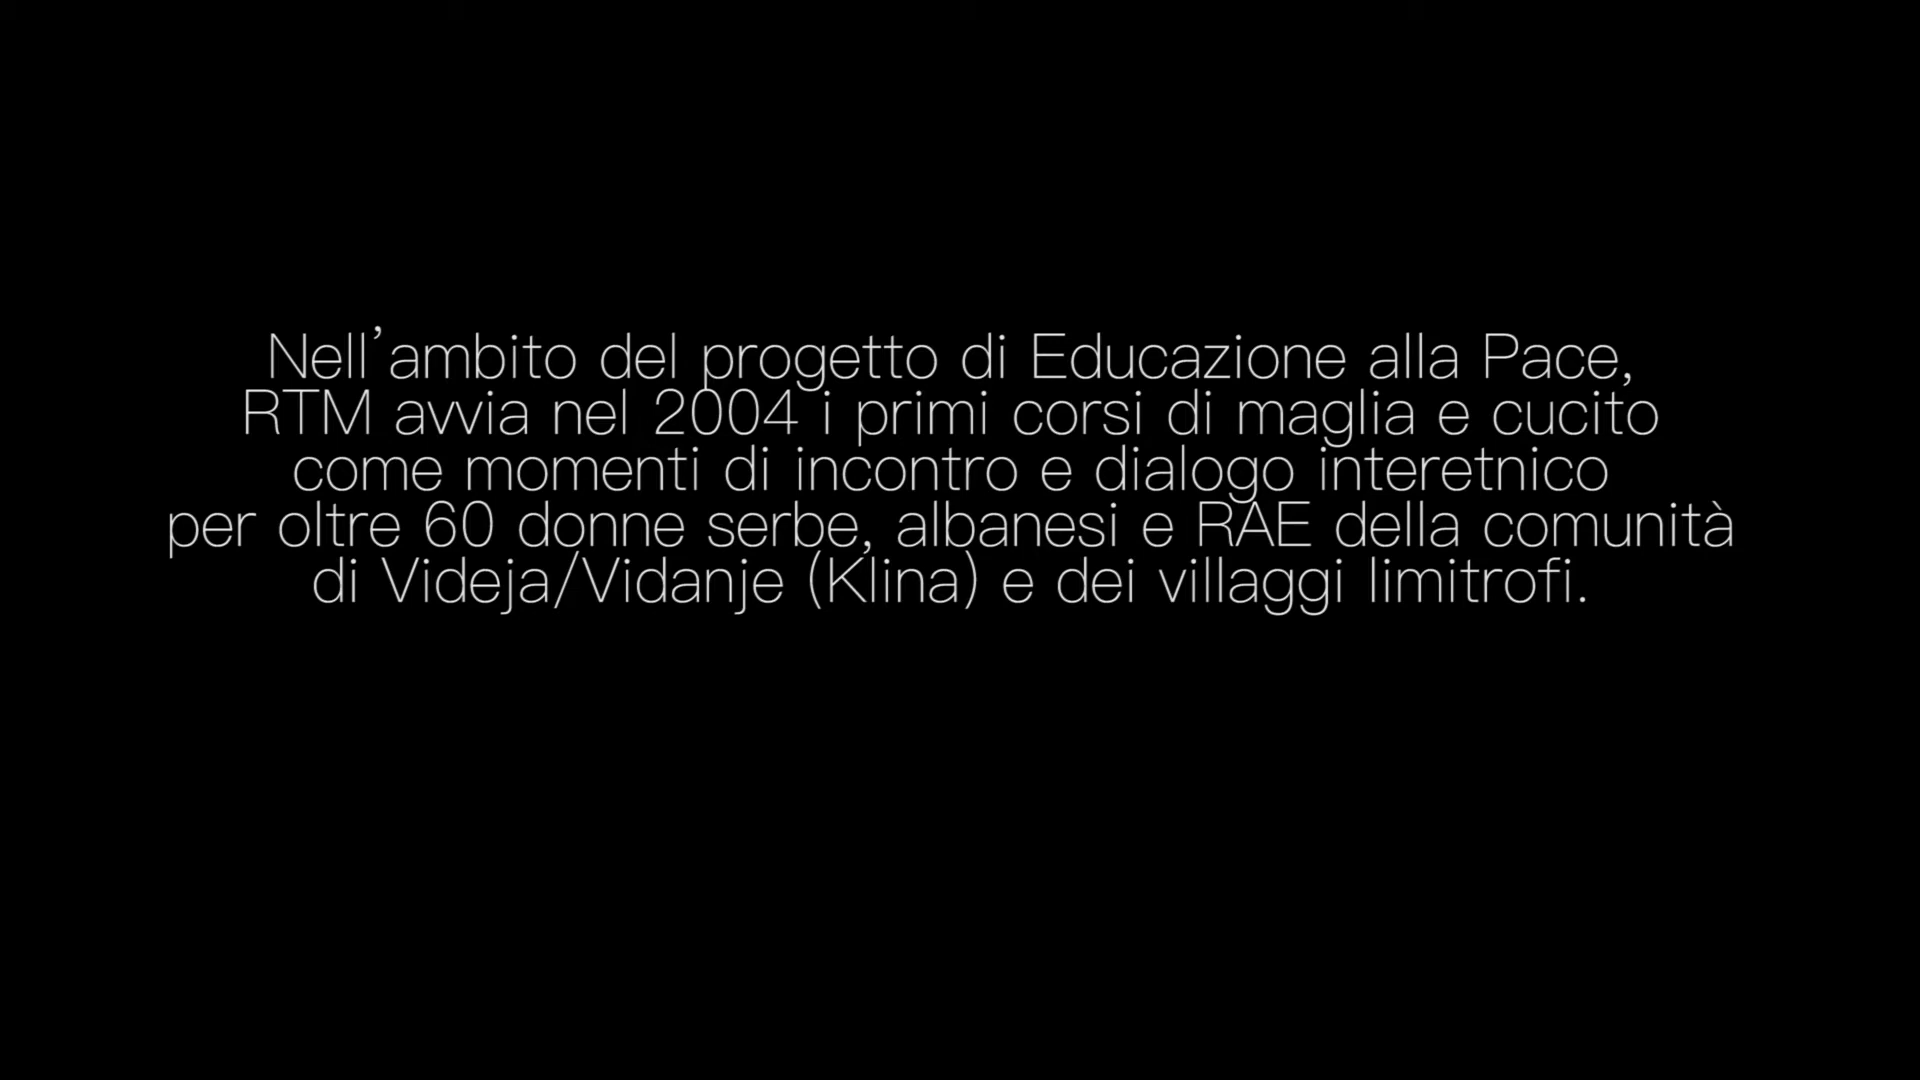 Nell’ambito del progetto di Educazione alla Pace,
RTM avvia nel 2004 i primi corsi di maglia e cucito
come momenti di incontro e dialogo interetnico
per oltre 60 donne serbe, albanesi e RAE della comunità
di Videja/Vidanje (Klina) e dei villaggi limitrofi.